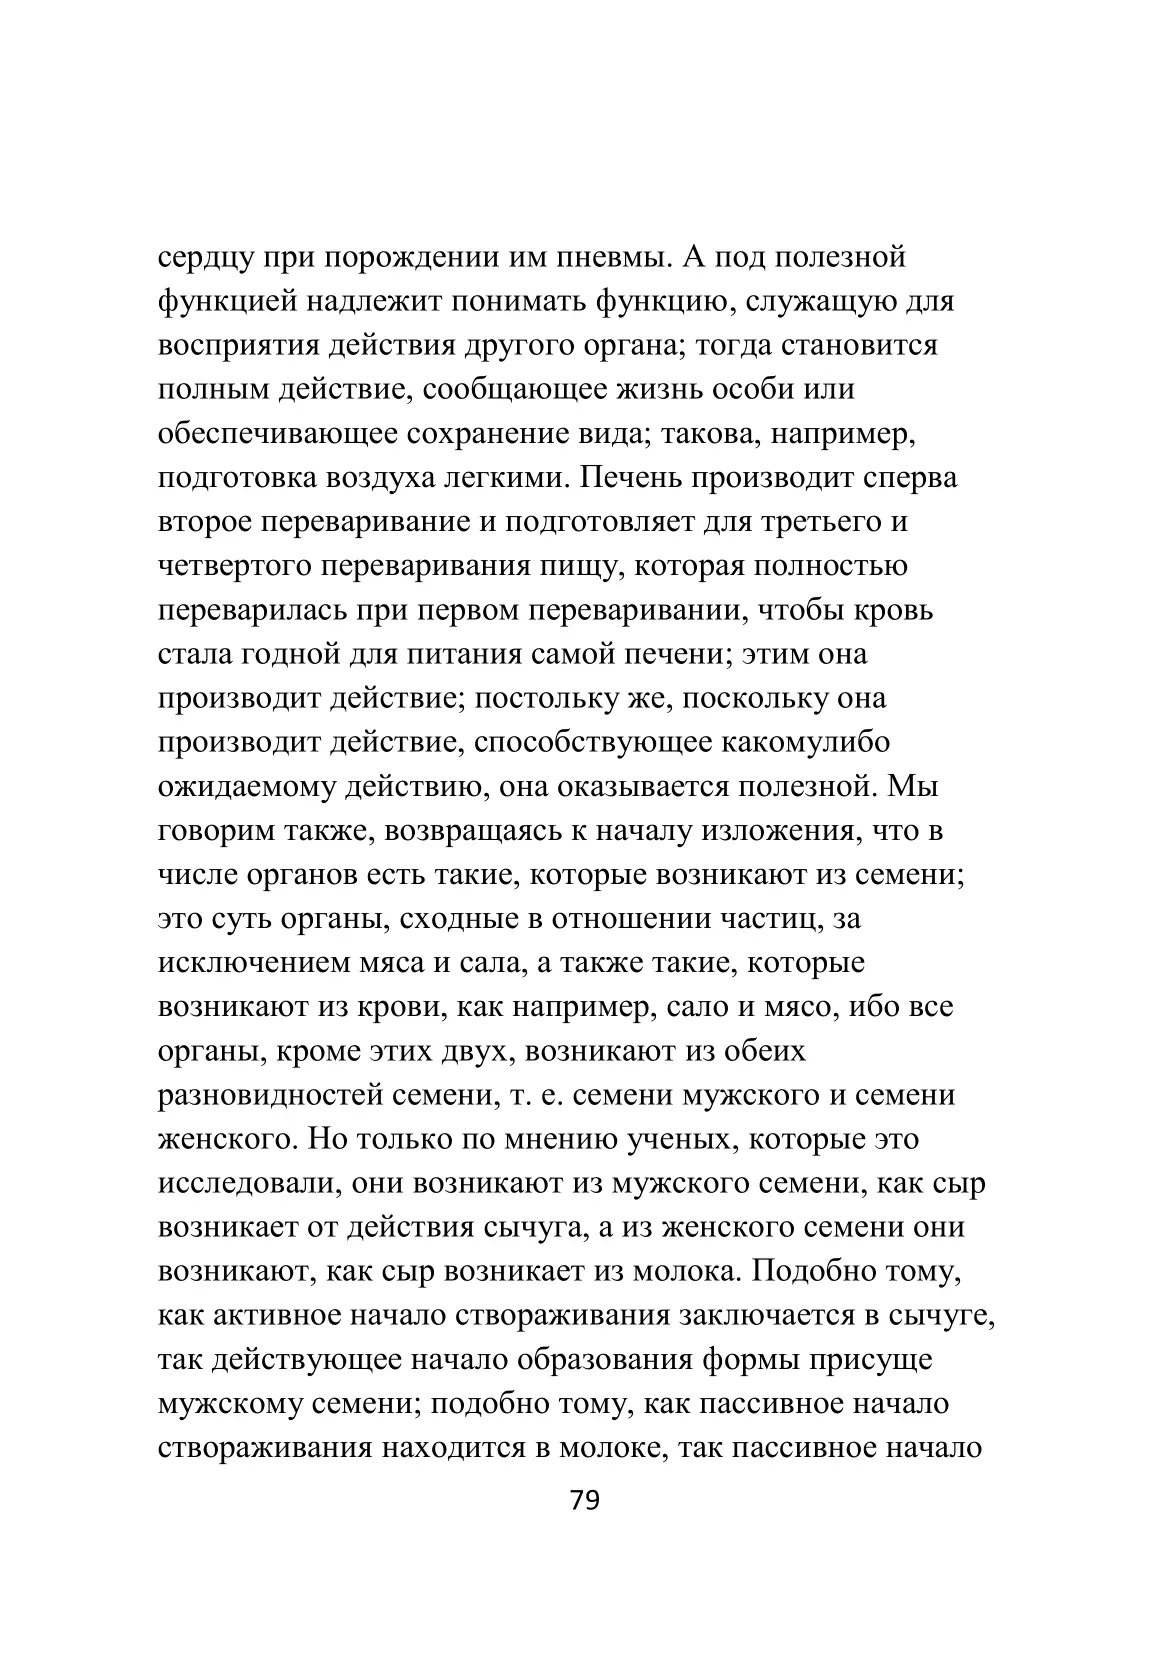 сердцу при порождении им пневмы. А под полезной
функцией надлежит понимать функцию, служащую для
восприятия действия другого органа; тогда становится
полным действие, сообщающее жизнь особи или
обеспечивающее сохранение вида; такова, например,
подготовка воздуха легкими. Печень производит сперва
второе переваривание и подготовляет для третьего и
четвертого переваривания пищу, которая полностью
переварилась при первом переваривании, чтобы кровь
стала годной для питания самой печени; этим она
производит действие; постольку же, поскольку она
производит действие, способствующее какомулибо
ожидаемому действию, она оказывается полезной. Мы
говорим также, возвращаясь к началу изложения, что в
числе органов есть такие, которые возникают из семени;
это суть органы, сходные в отношении частиц, за
исключением мяса и сала, а также такие, которые
возникают из крови, как например, сало и мясо, ибо все
органы, кроме этих двух, возникают из обеих
разновидностей семени, т. е. семени мужского и семени
женского. Но только по мнению ученых, которые это
исследовали, они возникают из мужского семени, как сыр
возникает от действия сычуга, а из женского семени они
возникают, как сыр возникает из молока. Подобно тому,
как активное начало створаживания заключается в сычуге,
так действующее начало образования формы присуще
мужскому семени; подобно тому, как пассивное начало
створаживания находится в молоке, так пассивное начало
79